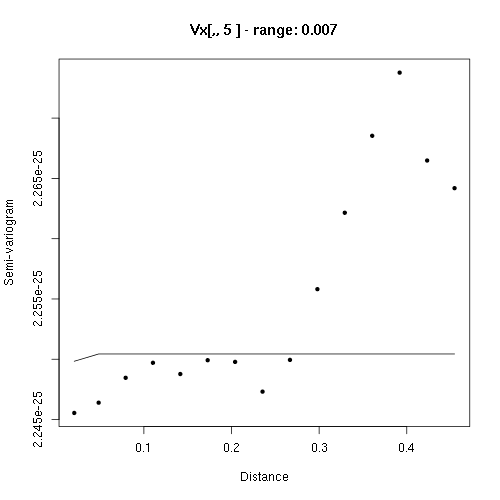 Vx[,, 5 ] - range: 0.007
Semi-variogram
2.265e-25
2.255e-25
2.245e-25
0.1 0.2 0.3 0.4
Distance